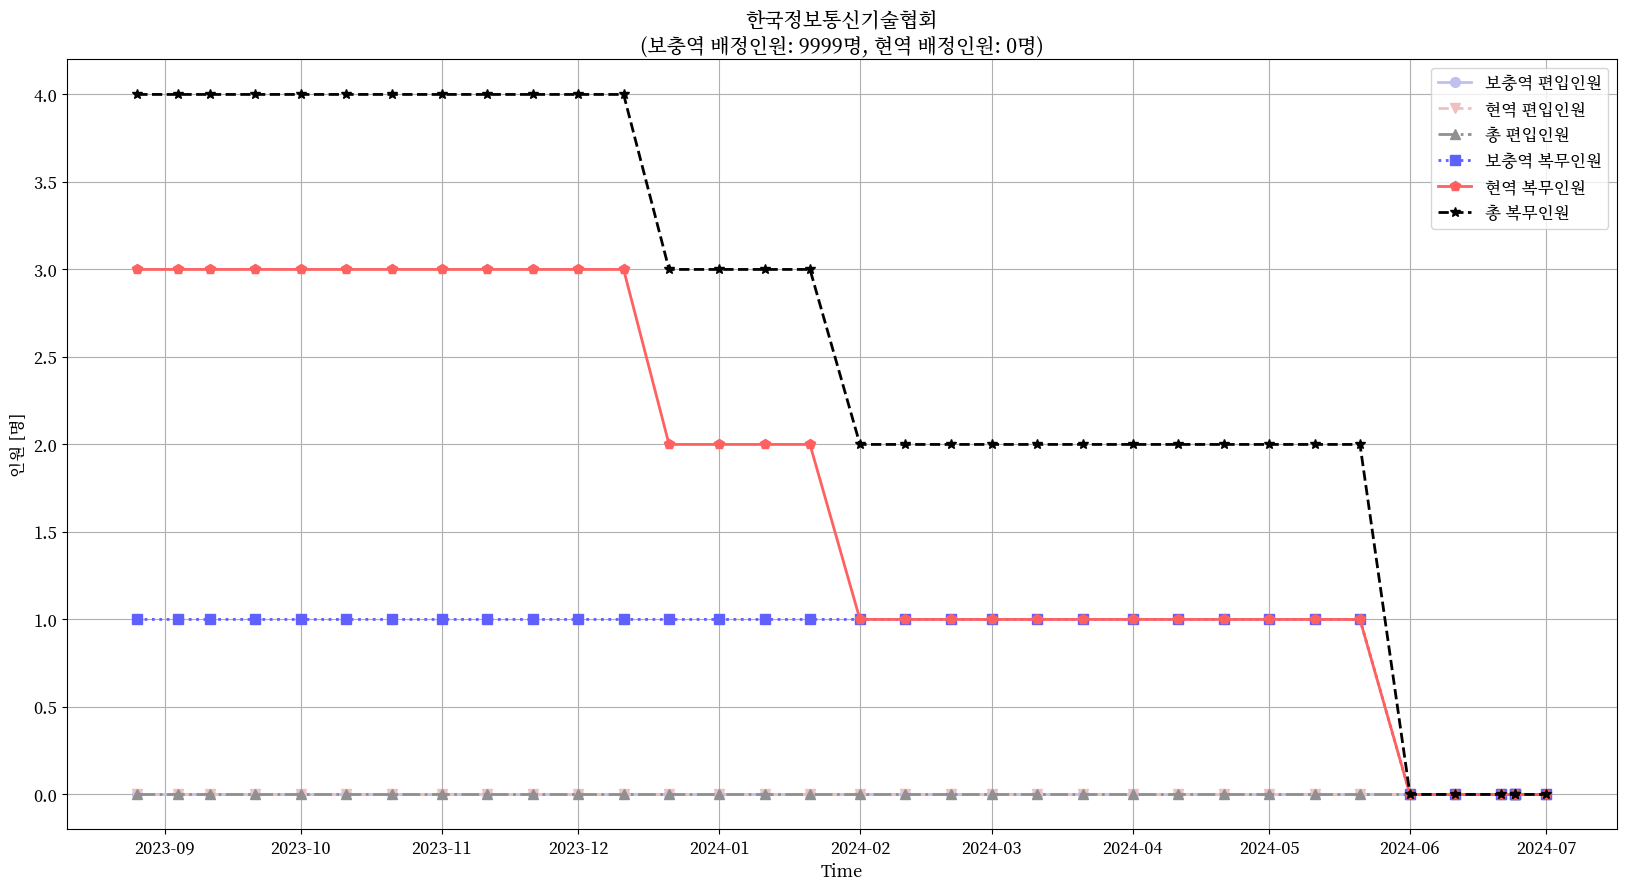 한국정보통신기술협회
(보충역 배정인원: 9999명, 현역 배정인원: 0명)
보충역 편입인원
현역 편입인원
총 편입인원
보충역 복무인원
현역 복무인원
총 복무인원
4.0
3.5
3.0
2.5
2.0
1.5
1.0
0.5
0.0
인원 [명]
2023-09 2023-10 2023-11 2023-12 2024-01 2024-02 2024-03 2024-04 2024-05 2024-06 2024-07
Time